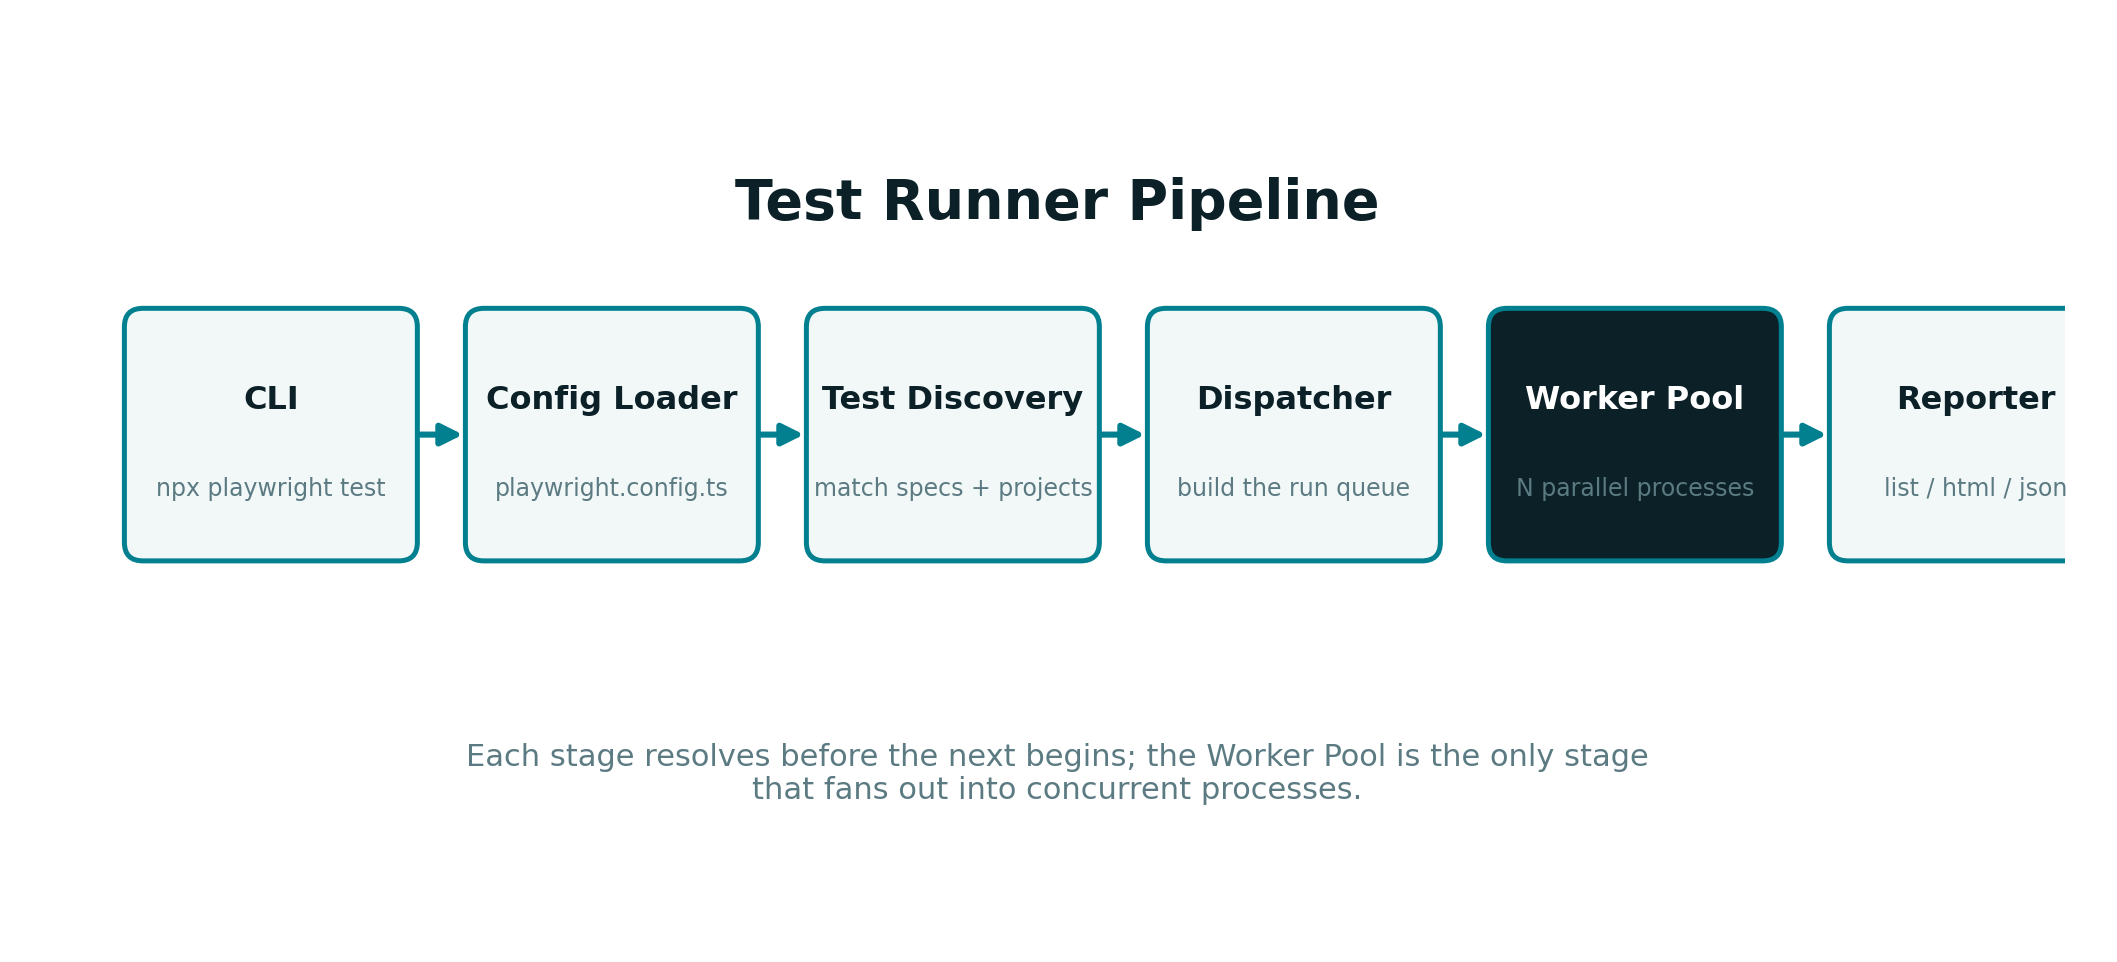 Test Runner Pipeline
CLI
npx playwright test
Config Loader
playwright.config.ts
Test Discovery
match specs + projects
Dispatcher
build the run queue
Worker Pool
N parallel processes
Reporter
list / html / json
Each stage resolves before the next begins; the Worker Pool is the only stage
that fans out into concurrent processes.